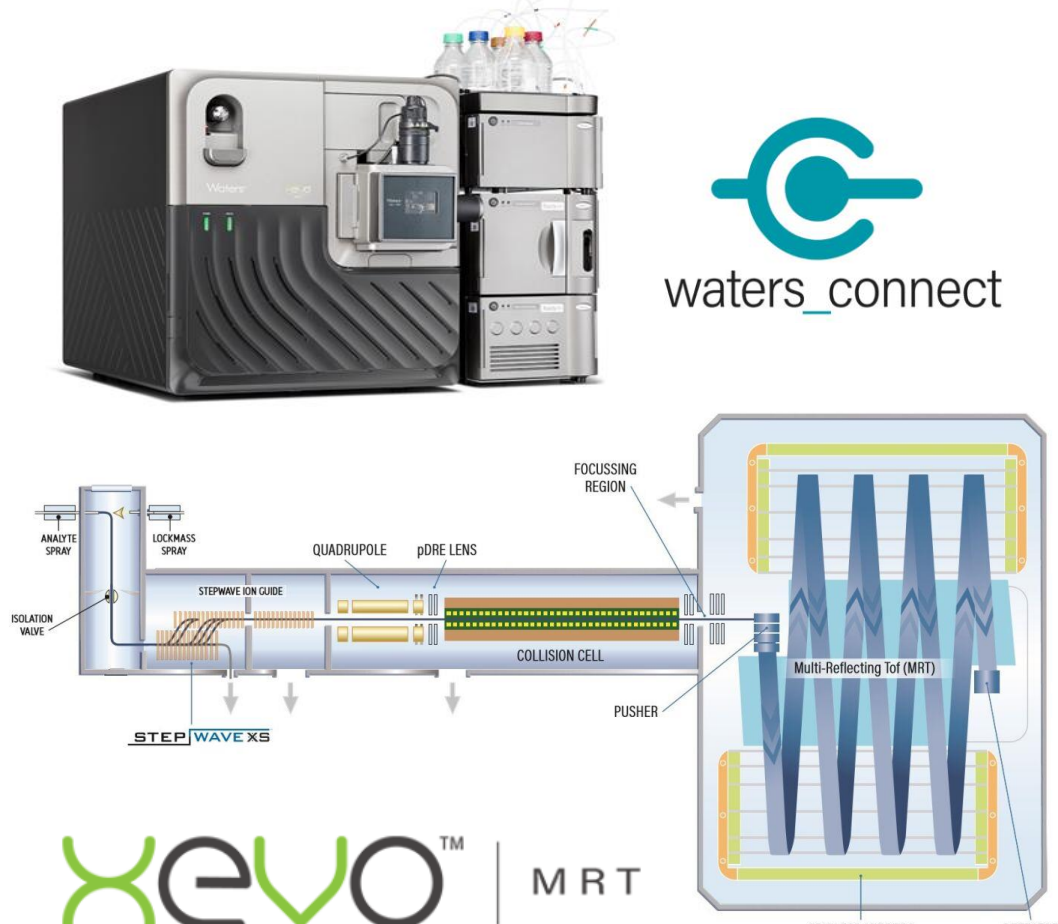 Waters
xevo
waters_connect
FOCUSSING
REGION
ANALYTE
SPRAY
LOCKMASS
SPRAY
QUADRUPOLE
pDRE LENS
STEPWAVE ION GUIDE
ISOLATION
VALVE
COLLISION CELL
Multi-Reflecting Tof (MRT)
PUSHER
STEPWAVE XS
xevo™
MRT